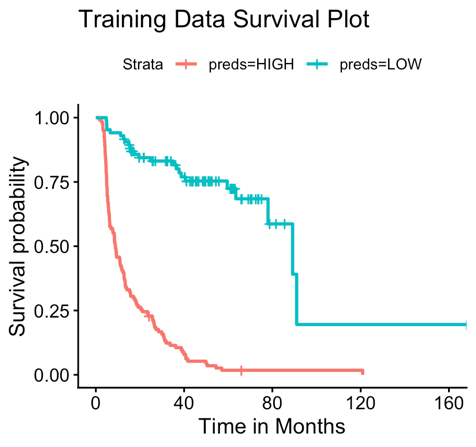 Training Data Survival Plot
Strata preds=HIGH preds=LOW
1.00
0.75
0.50
0.25
0.00
Survival probability
0 40 80 120 160
Time in Months